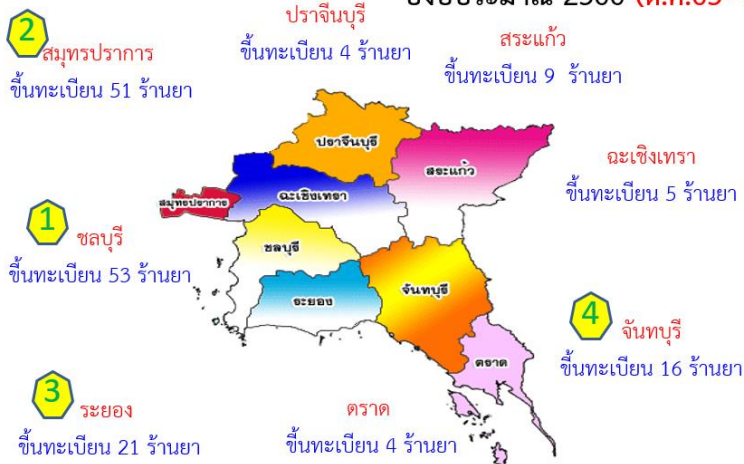 2566 (ต.ค.65
ปราจีนบุรี
ขึ้นทะเบียน 4 ร้านยา
สระแก้ว
ขึ้นทะเบียน 9 ร้านยา
2
สมุทรปราการ
ขึ้นทะเบียน 51 ร้านยา
ปราจีนบุรี
สระแก้ว
ฉะเชิงเทรา
สมุทรปราการ
ฉะเชิงเทรา
ขึ้นทะเบียน 5 ร้านยา
1
ชลบุรี
ขึ้นทะเบียน 53 ร้านยา
ชลบุรี
ระยอง
จันทบุรี
ตราด
4
จันทบุรี
ขึ้นทะเบียน 16 ร้านยา
3
ระยอง
ขึ้นทะเบียน 21 ร้านยา
ตราด
ขึ้นทะเบียน 4 ร้านยา